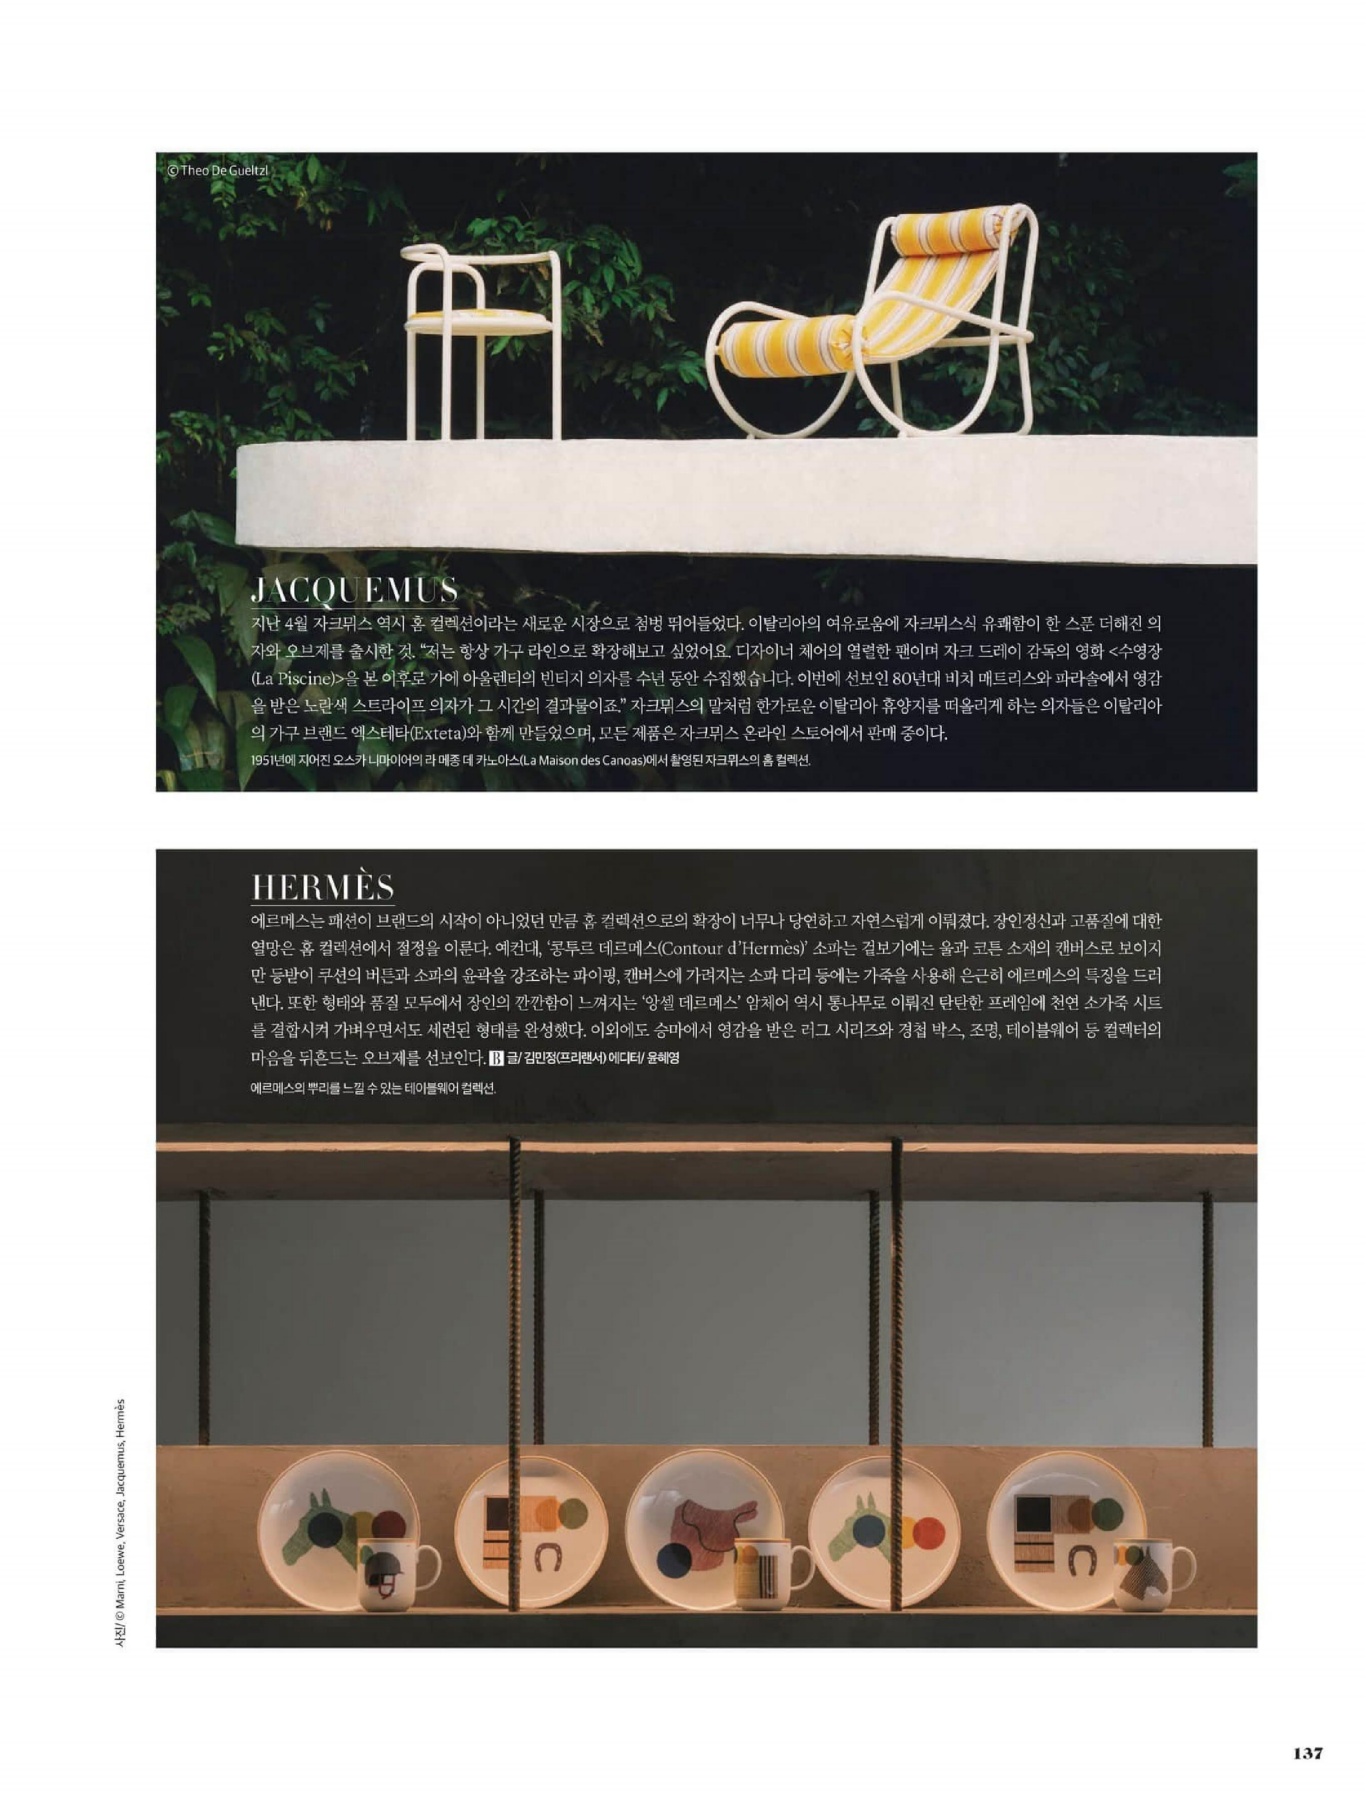 © Theo De Gueltzl
JACQUEMUS
지난 4월 자크뮈스 역시 홈 컬렉션이라는 새로운 시장으로 첨벙 뛰어들었다. 이탈리아의 여유로움에 자크뮈스식 유쾌함이 한 스푼 더해진 의
자와 오브제를 출시한 것. “저는 항상 가구 라인으로 확장해보고 싶었어요. 디자이너 체어의 열렬한 팬이며 자크 드레이 감독의 영화 <수영장
(La Piscine)>을 본 이후로 가에 아울렌티의 빈티지 의자를 수년 동안 수집했습니다. 이번에 선보인 80년대 비치 매트리스와 파라솔에서 영감
을 받은 노란색 스트라이프 의자가 그 시간의 결과물이죠.” 자크뮈스의 말처럼 한가로운 이탈리아 휴양지를 떠올리게 하는 의자들은 이탈리아
의 가구 브랜드 엑스테타(Exteta)와 함께 만들었으며, 모든 제품은 자크뮈스 온라인 스토어에서 판매 중이다.
1951년에 지어진 오스카 니마이어의 라 메종 데 카노아스(La Maison des Canoas)에서 촬영된 자크뮈스의 홈 컬렉션.
HERMÈS
에르메스는 패션이 브랜드의 시작이 아니었던 만큼 홈 컬렉션으로의 확장이 너무나 당연하고 자연스럽게 이뤄졌다. 장인정신과 고품질에 대한
열망은 홈 컬렉션에서 절정을 이룬다. 예컨대, ‘콩투르 데르메스(Contour d’Hermès)’ 소파는 겉보기에는 울과 코튼 소재의 캔버스로 보이지
만 등받이 쿠션의 버튼과 소파의 윤곽을 강조하는 파이핑, 캔버스에 가려지는 소파 다리 등에는 가죽을 사용해 은근히 에르메스의 특징을 드러
낸다. 또한 형태와 품질 모두에서 장인의 깐깐함이 느껴지는 ‘앙셀 데르메스’ 암체어 역시 통나무로 이뤄진 탄탄한 프레임에 천연 소가죽 시트
를 결합시켜 가벼우면서도 세련된 형태를 완성했다. 이외에도 승마에서 영감을 받은 러그 시리즈와 경첩 박스, 조명, 테이블웨어 등 컬렉터의
마음을 뒤흔드는 오브제를 선보인다. B 글/ 김민정(프리랜서) 에디터/ 윤혜영
에르메스의 뿌리를 느낄 수 있는 테이블웨어 컬렉션.
사진/ © Marni, Loewe, Versace, Jacquemus, Hermès
137